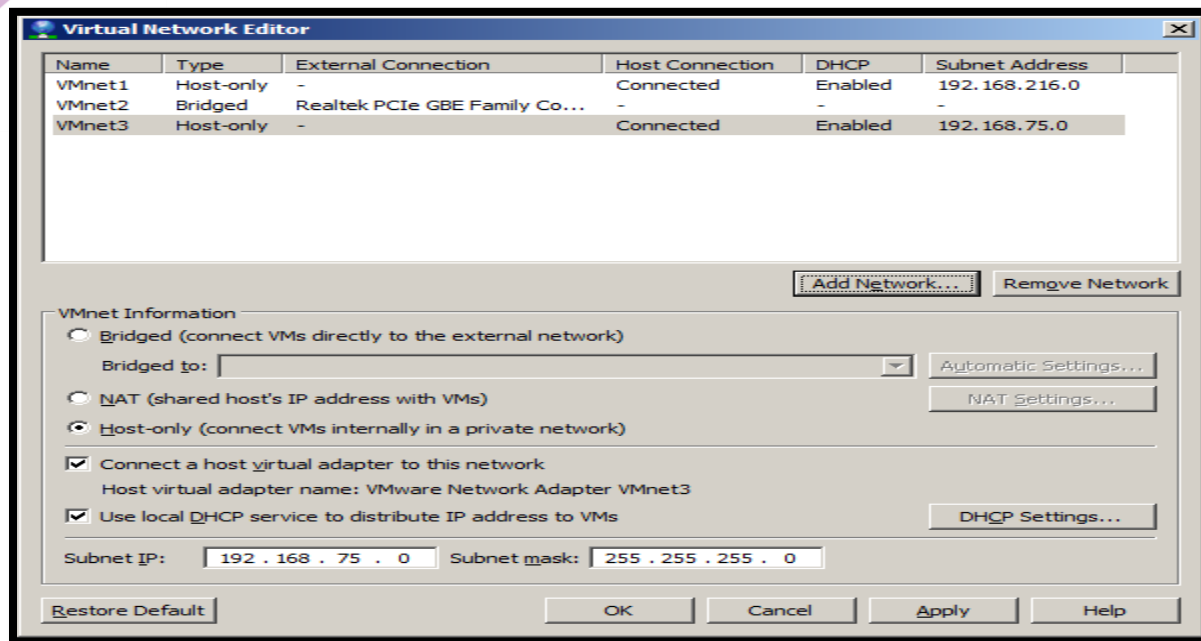 Virtual Network Editor
Name Type External Connection Host Connection DHCP Subnet Address
VMnet1 Host-only - Connected Enabled 192.168.216.0
VMnet2 Bridged Realtek PCIe GBE Family Co... - - -
VMnet3 Host-only - Connected Enabled 192.168.75.0
Add Network... Remove Network
VMnet Information
Bridged (connect VMs directly to the external network)
Bridged to: Automatic Settings...
NAT (shared host's IP address with VMs) NAT Settings...
Host-only (connect VMs internally in a private network)
Connect a host virtual adapter to this network
Host virtual adapter name: VMware Network Adapter VMnet3
Use local DHCP service to distribute IP address to VMs DHCP Settings...
Subnet IP: 192 . 168 . 75 . 0 Subnet mask: 255 . 255 . 255 . 0
Restore Default OK Cancel Apply Help